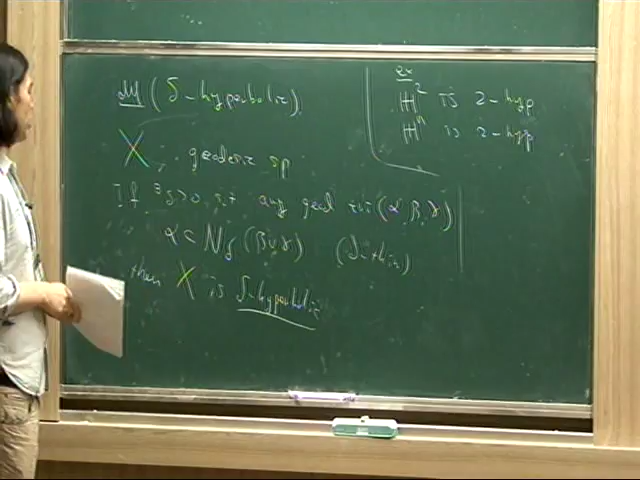 def (δ-hyperbolic)
X : geodesic sp
If ∃δ>0 s.t any geod tri (α, β, γ)
α ⊂ Nδ (β∪γ) (δ-thin)
then X is δ-hyperbolic
ex
ℍ² is 2-hyp
ℍⁿ is 2-hyp